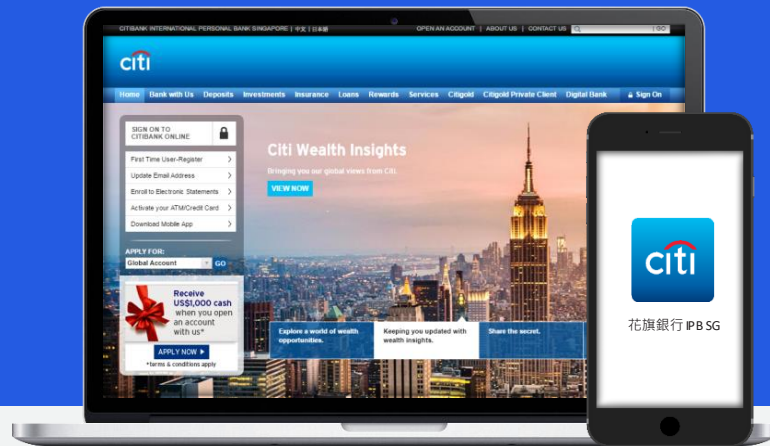 CITIBANK INTERNATIONAL PERSONAL BANK SINGAPORE | 中文 | 日本語
OPEN AN ACCOUNT | ABOUT US | CONTACT US
GO
citi
Home Bank with Us Deposits Investments Insurance Loans Rewards Services Citigold Citigold Private Client Digital Bank Sign On
SIGN ON TO
CITIBANK ONLINE
First Time User-Register
Update Email Address
Enroll to Electronic Statements
Activate your ATM/Credit Card
Download Mobile App
APPLY FOR:
Global Account GO
Receive
US$1,000 cash
when you open
an account
with us*
APPLY NOW
*terms & conditions apply
Citi Wealth Insights
Bringing you our global views from Citi.
VIEW NOW
Explore a world of wealth
opportunities.
Keeping you updated with
wealth insights.
Share the secret.
citi
花旗銀行 IPB SG